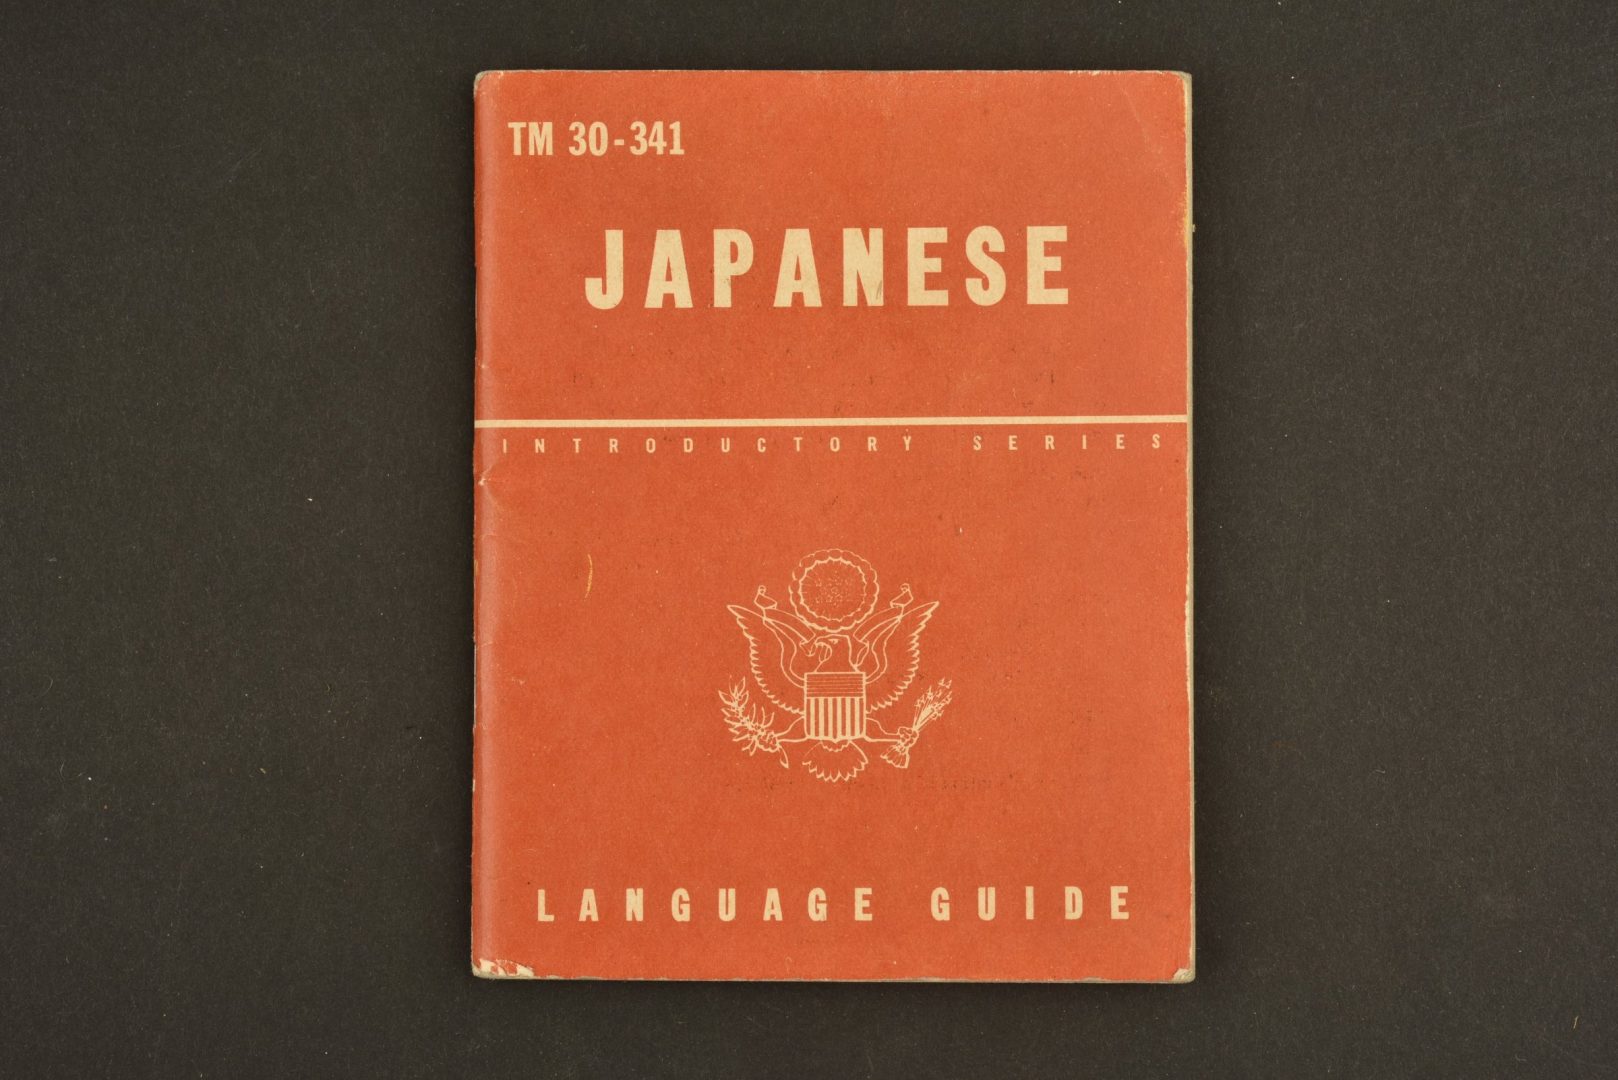 TM 30-341
JAPANESE
INTRODUCTORY SERIES
LANGUAGE GUIDE